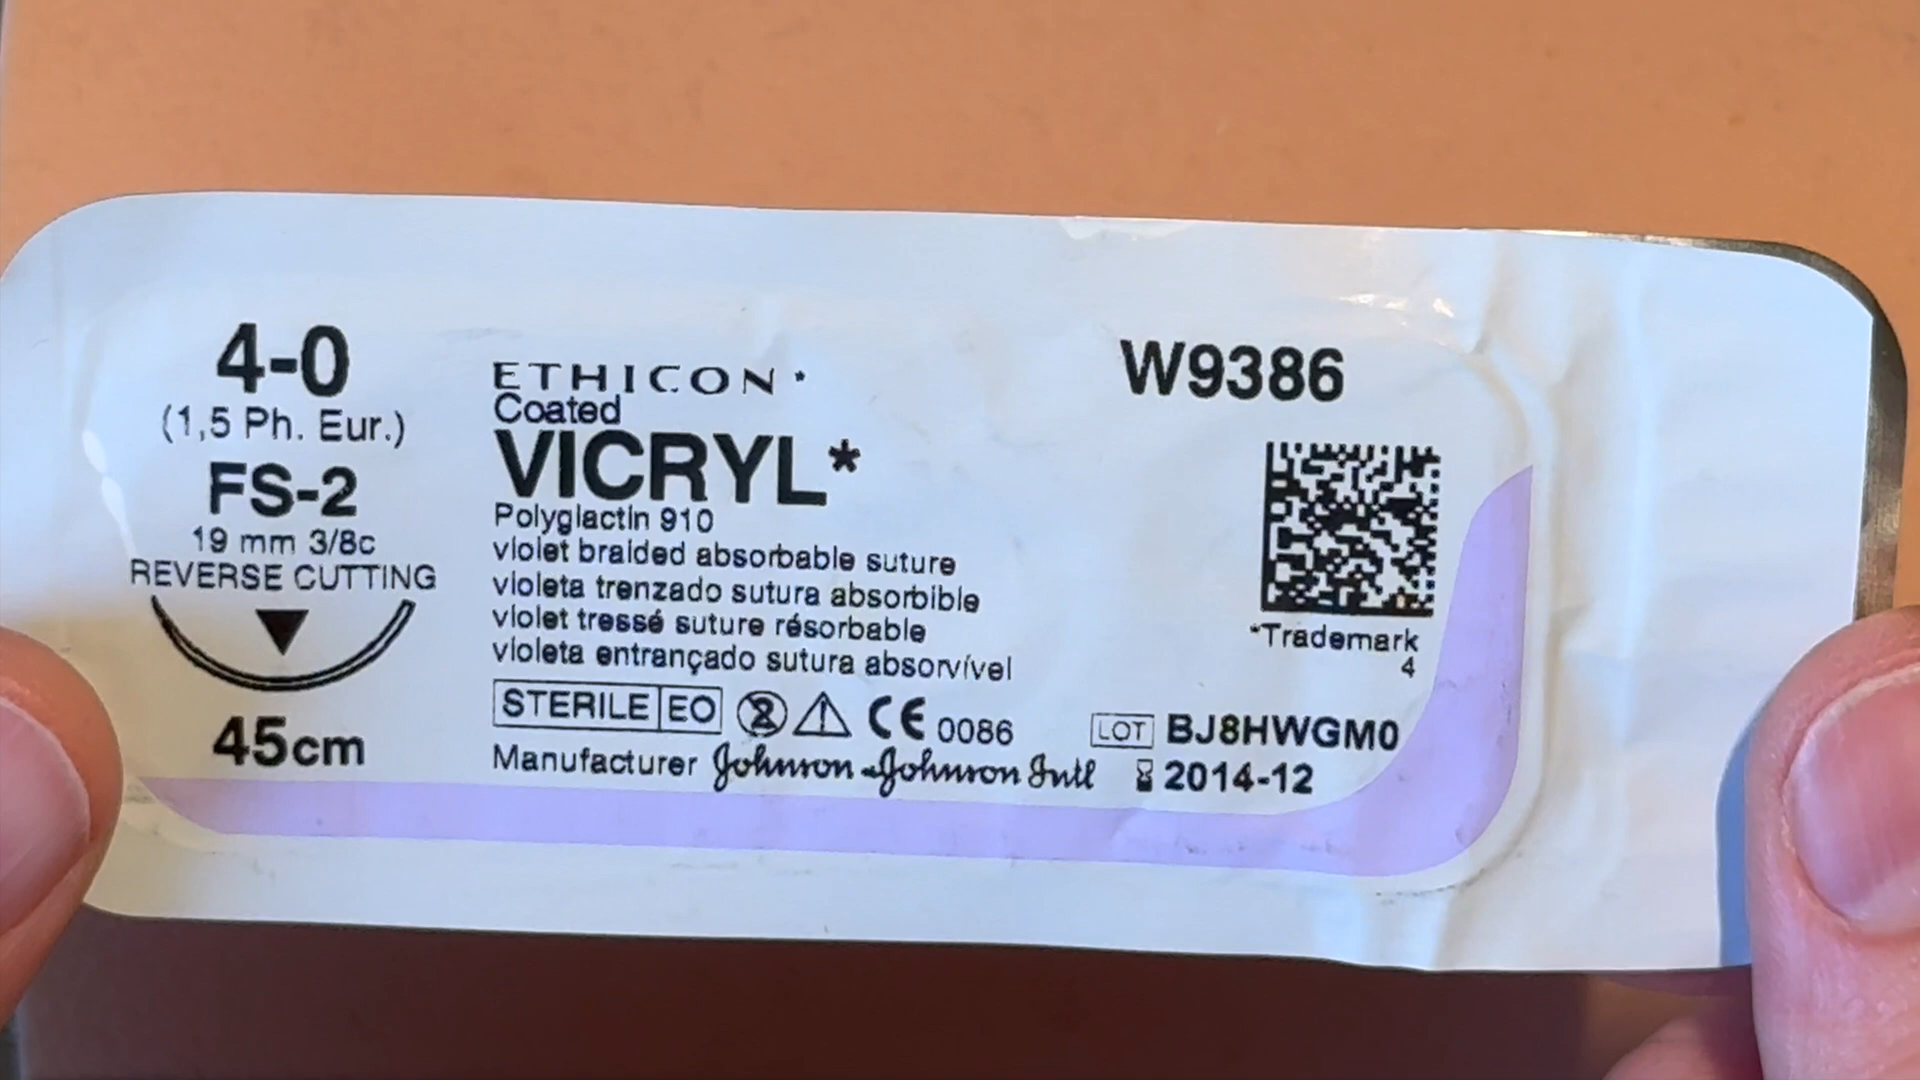 4-0
(1,5 Ph. Eur.)
FS-2
19 mm 3/8c
REVERSE CUTTING
45cm
ETHICON*
Coated
VICRYL*
Polyglactin 910
violet braided absorbable suture
violeta trenzado sutura absorbible
violet tressé suture résorbable
violeta entrançado sutura absorvível
STERILE EO 2 CE 0086
Manufacturer Johnson & Johnson Intl
W9386
*Trademark
4
LOT BJ8HWGM0
2014-12